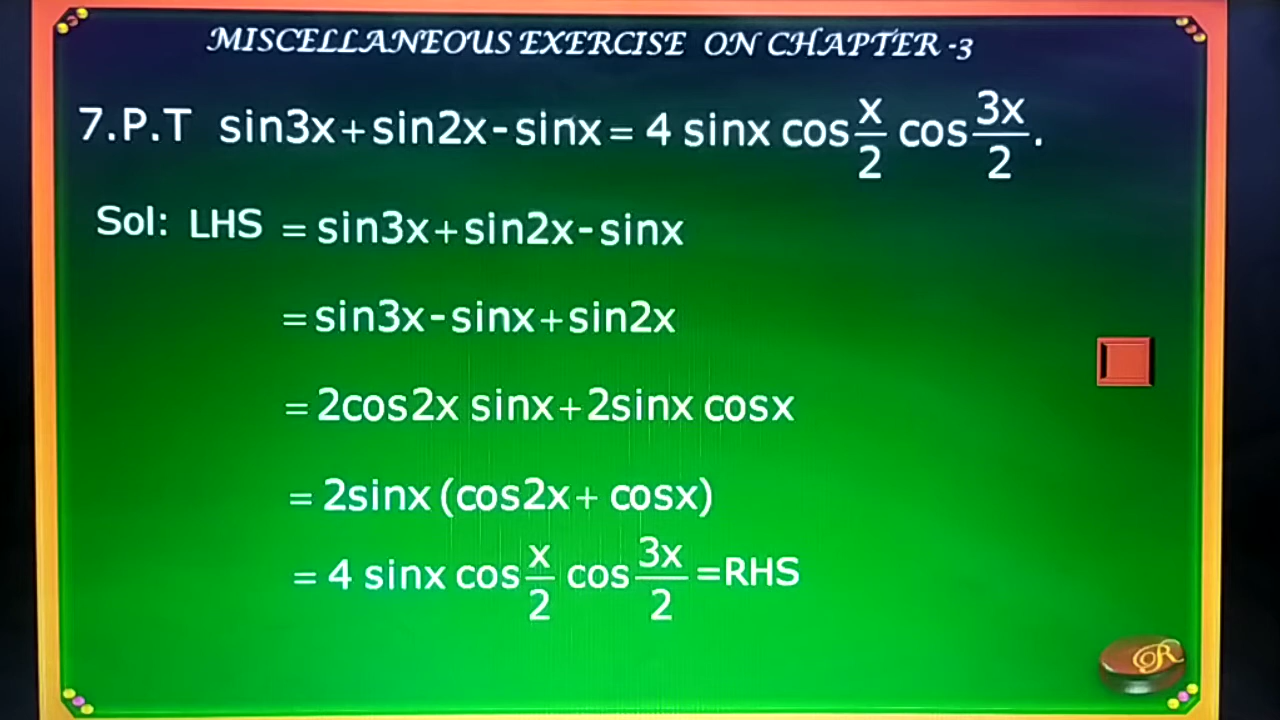 MISCELLANEOUS EXERCISE ON CHAPTER -3
7.P.T sin3x+sin2x-sinx= 4 sinx cos x/2 cos 3x/2.
Sol: LHS = sin3x+sin2x-sinx
=sin3x-sinx+sin2x
=2cos2x sinx+2sinx cosx
= 2sinx (cos2x+ cosx)
= 4 sinx cos x/2 cos 3x/2 =RHS